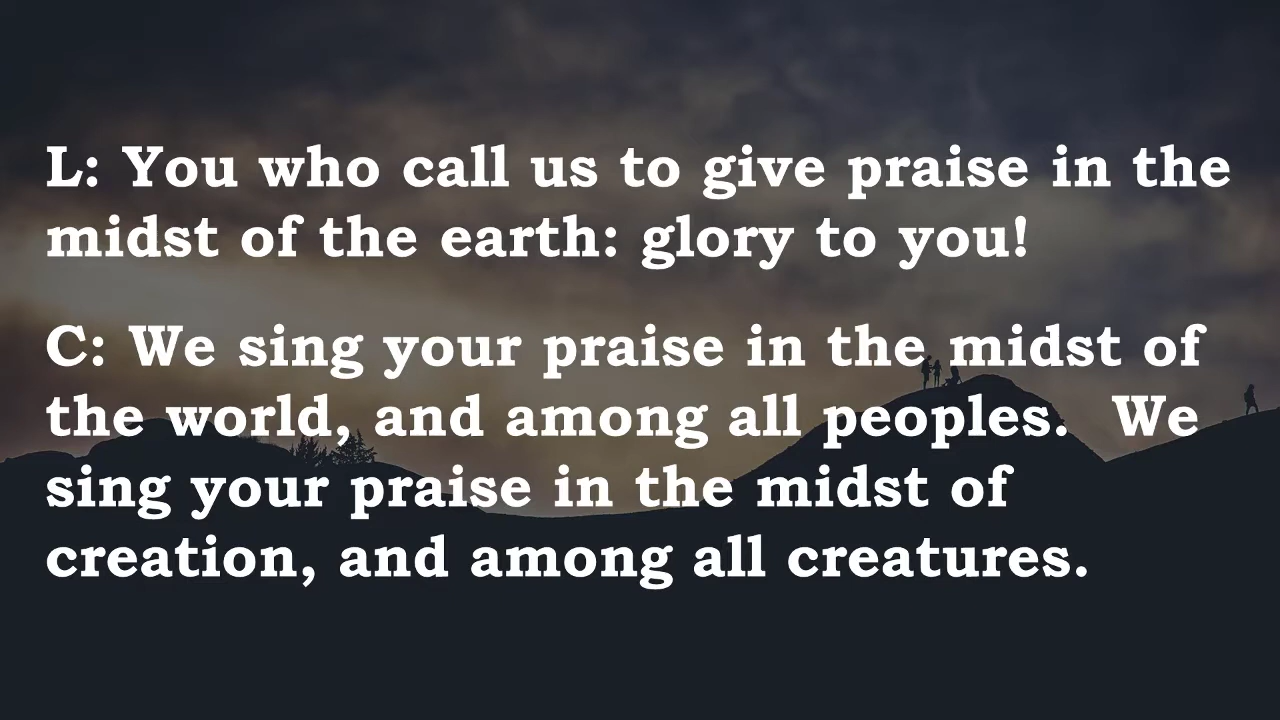 L: You who call us to give praise in the
midst of the earth: glory to you!
C: We sing your praise in the midst of
the world, and among all peoples.  We
sing your praise in the midst of
creation, and among all creatures.